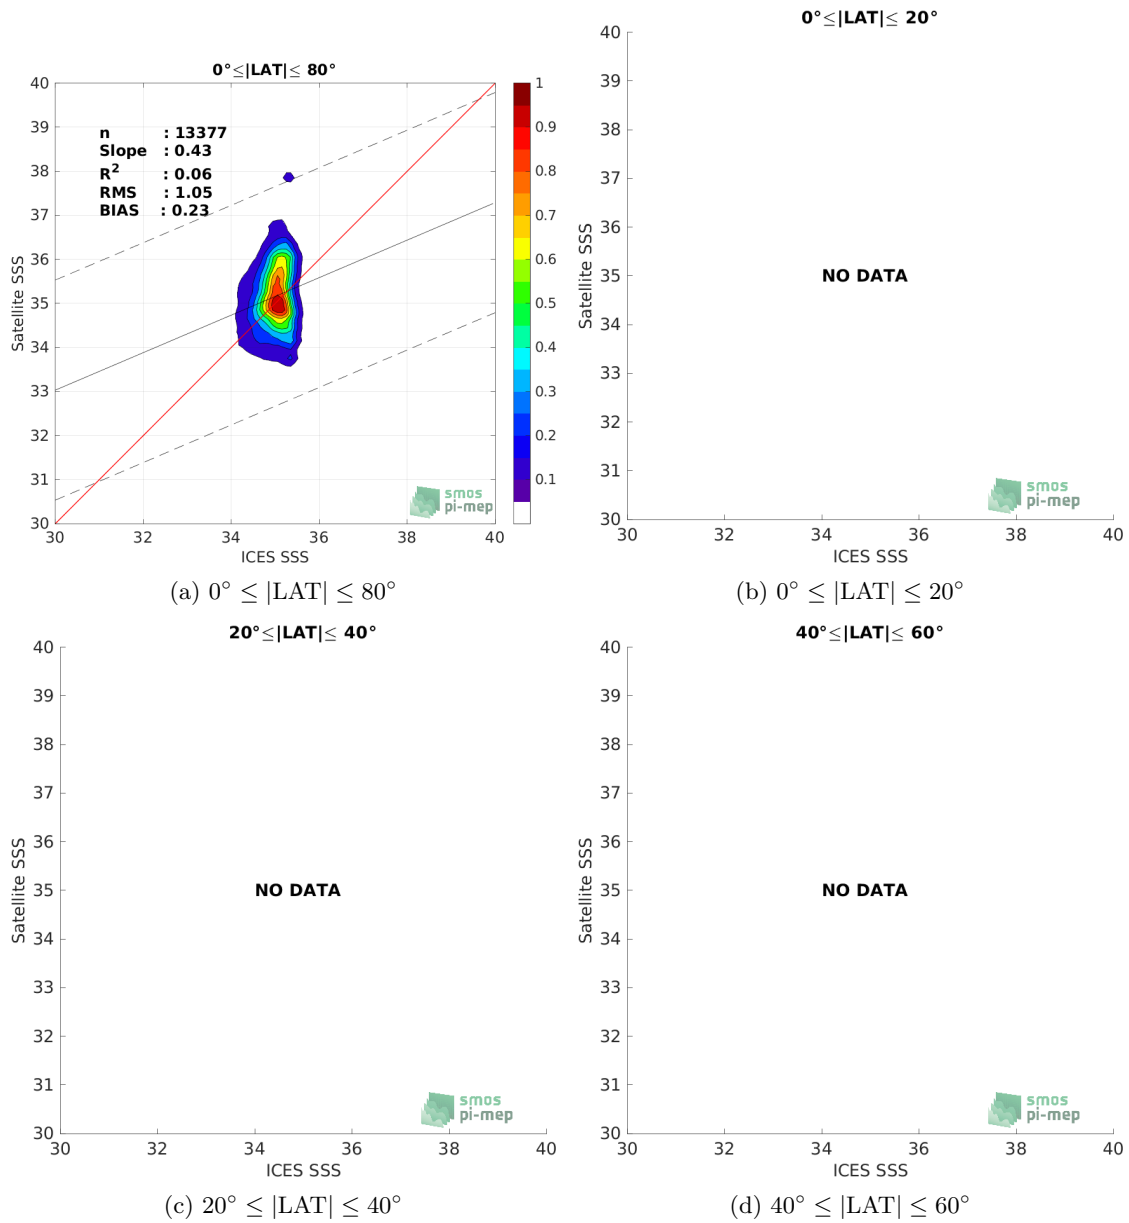 0°≤|LAT|≤ 80°
40
39
38
37
36
35
34
33
32
31
30
Satellite SSS
n : 13377
Slope : 0.43
R² : 0.06
RMS : 1.05
BIAS : 0.23
smos
pi-mep
30 32 34 36 38 40
ICES SSS
1
0.9
0.8
0.7
0.6
0.5
0.4
0.3
0.2
0.1
(a) 0° ≤ |LAT| ≤ 80°
0°≤|LAT|≤ 20°
40
39
38
37
36
35
34
33
32
31
30
Satellite SSS
NO DATA
smos
pi-mep
30 32 34 36 38 40
ICES SSS
(b) 0° ≤ |LAT| ≤ 20°
20°≤|LAT|≤ 40°
40
39
38
37
36
35
34
33
32
31
30
Satellite SSS
NO DATA
smos
pi-mep
30 32 34 36 38 40
ICES SSS
(c) 20° ≤ |LAT| ≤ 40°
40°≤|LAT|≤ 60°
40
39
38
37
36
35
34
33
32
31
30
Satellite SSS
NO DATA
smos
pi-mep
30 32 34 36 38 40
ICES SSS
(d) 40° ≤ |LAT| ≤ 60°